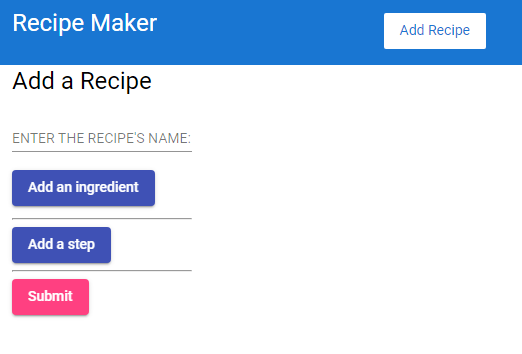 Recipe Maker
Add Recipe
Add a Recipe
ENTER THE RECIPE'S NAME:
Add an ingredient
Add a step
Submit